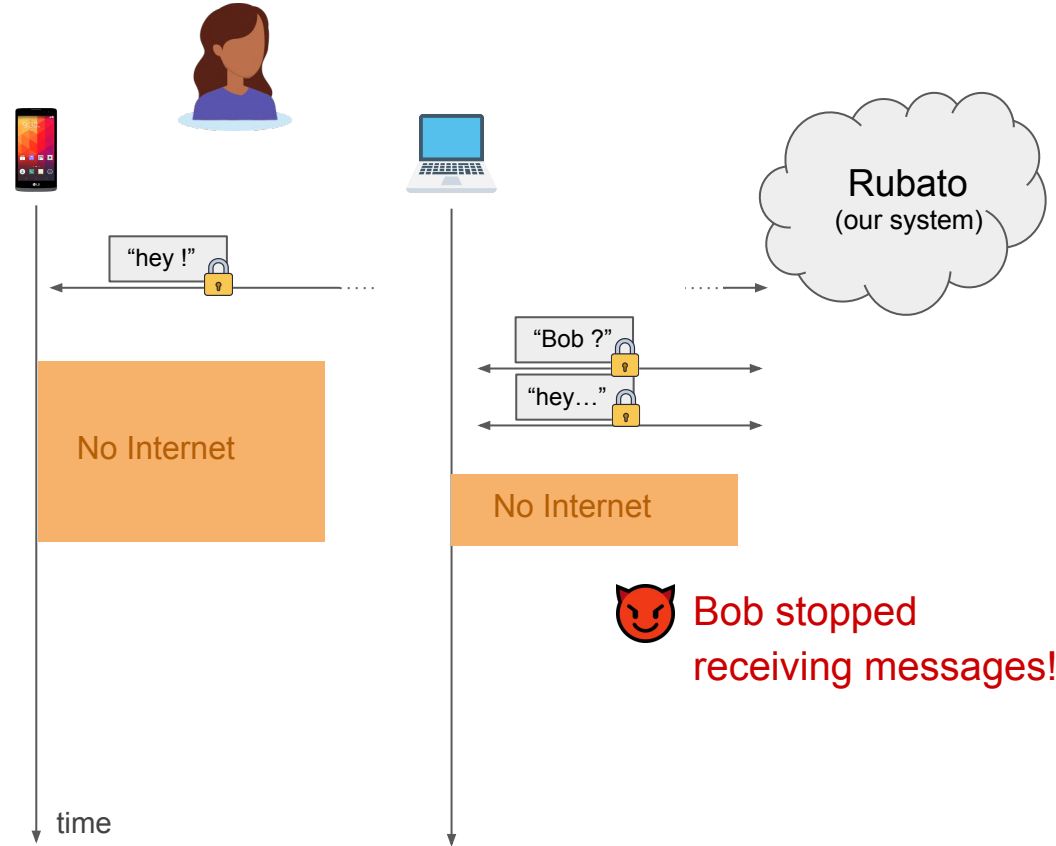 Rubato
(our system)
“hey !”
“Bob ?”
“hey…”
No Internet
No Internet
Bob stopped
receiving messages!
time